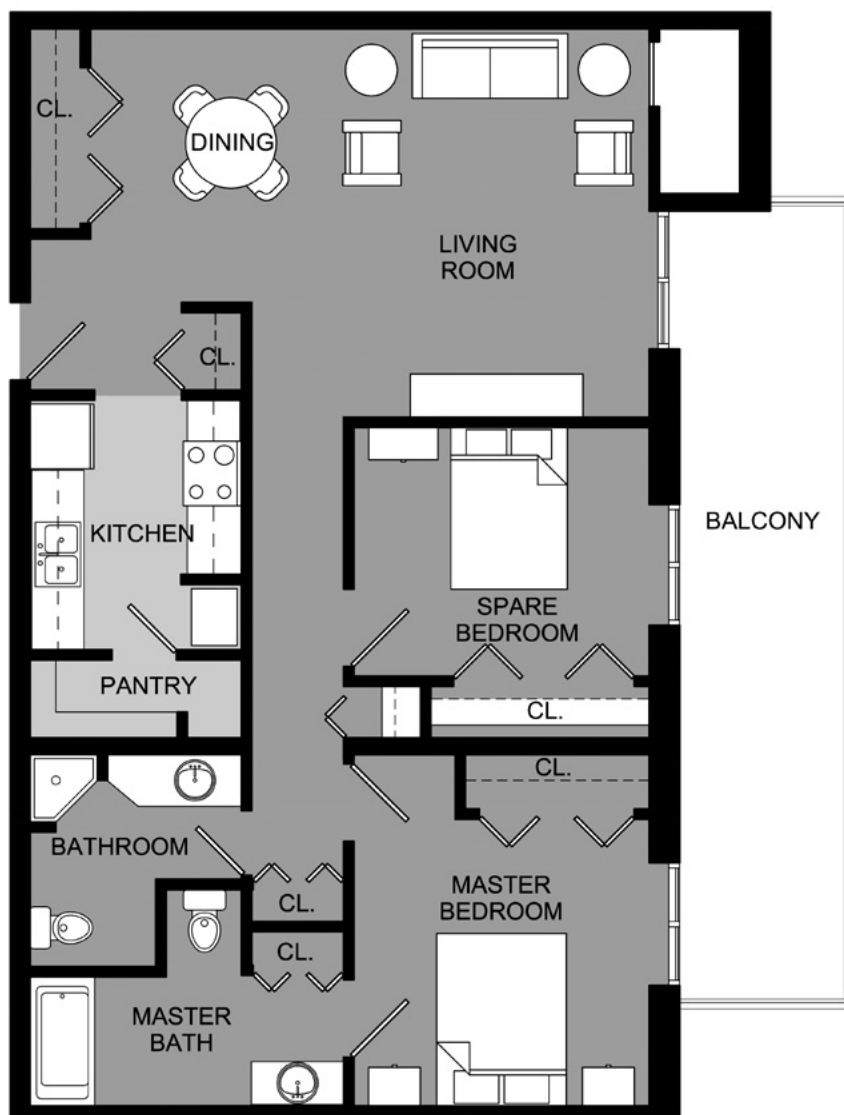 CL.
DINING
LIVING
ROOM
CL.
KITCHEN
BALCONY
SPARE
BEDROOM
PANTRY
CL.
CL.
BATHROOM
MASTER
BEDROOM
CL.
CL.
MASTER
BATH